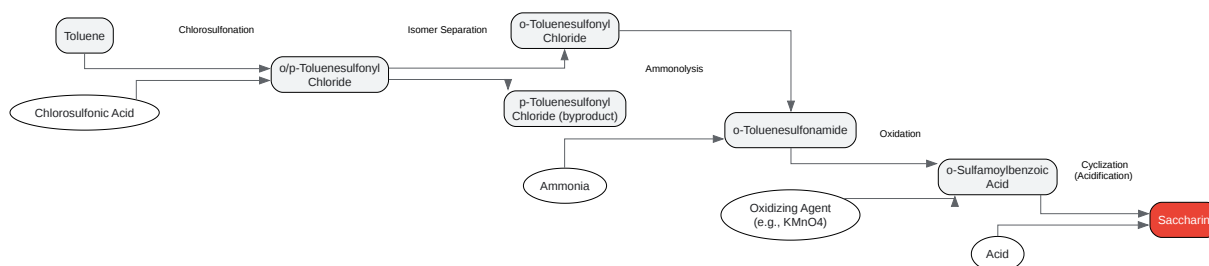 Toluene
Chlorosulfonation
Isomer Separation
o-Toluenesulfonyl
Chloride
o/p-Toluenesulfonyl
Chloride
Ammonolysis
Chlorosulfonic Acid
p-Toluenesulfonyl
Chloride (byproduct)
o-Toluenesulfonamide
Oxidation
Ammonia
o-Sulfamoylbenzoic
Acid
Cyclization
(Acidification)
Oxidizing Agent
(e.g., KMnO4)
Saccharin
Acid